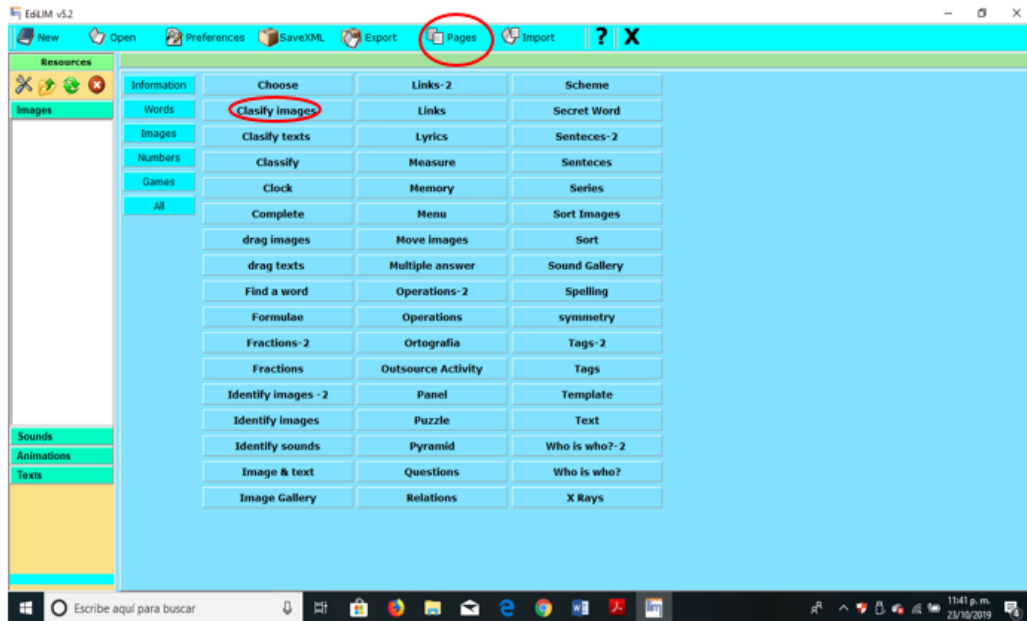 EdiLIM v5.2
New Open Preferences SaveXML Export Pages Import ? X
Resources
Images
Sounds
Animations
Texts
Information
Words
Images
Numbers
Games
All
Choose Links-2 Scheme
Clasify images Links Secret Word
Clasify texts Lyrics Senteces-2
Classify Measure Senteces
Clock Memory Series
Complete Menu Sort Images
drag images Move images Sort
drag texts Multiple answer Sound Gallery
Find a word Operations-2 Spelling
Formulae Operations symmetry
Fractions-2 Ortografia Tags-2
Fractions Outsource Activity Tags
Identify images -2 Panel Template
Identify images Puzzle Text
Identify sounds Pyramid Who is who?-2
Image & text Questions Who is who?
Image Gallery Relations X Rays
Escribe aquí para buscar
11:41 p. m.
23/10/2019